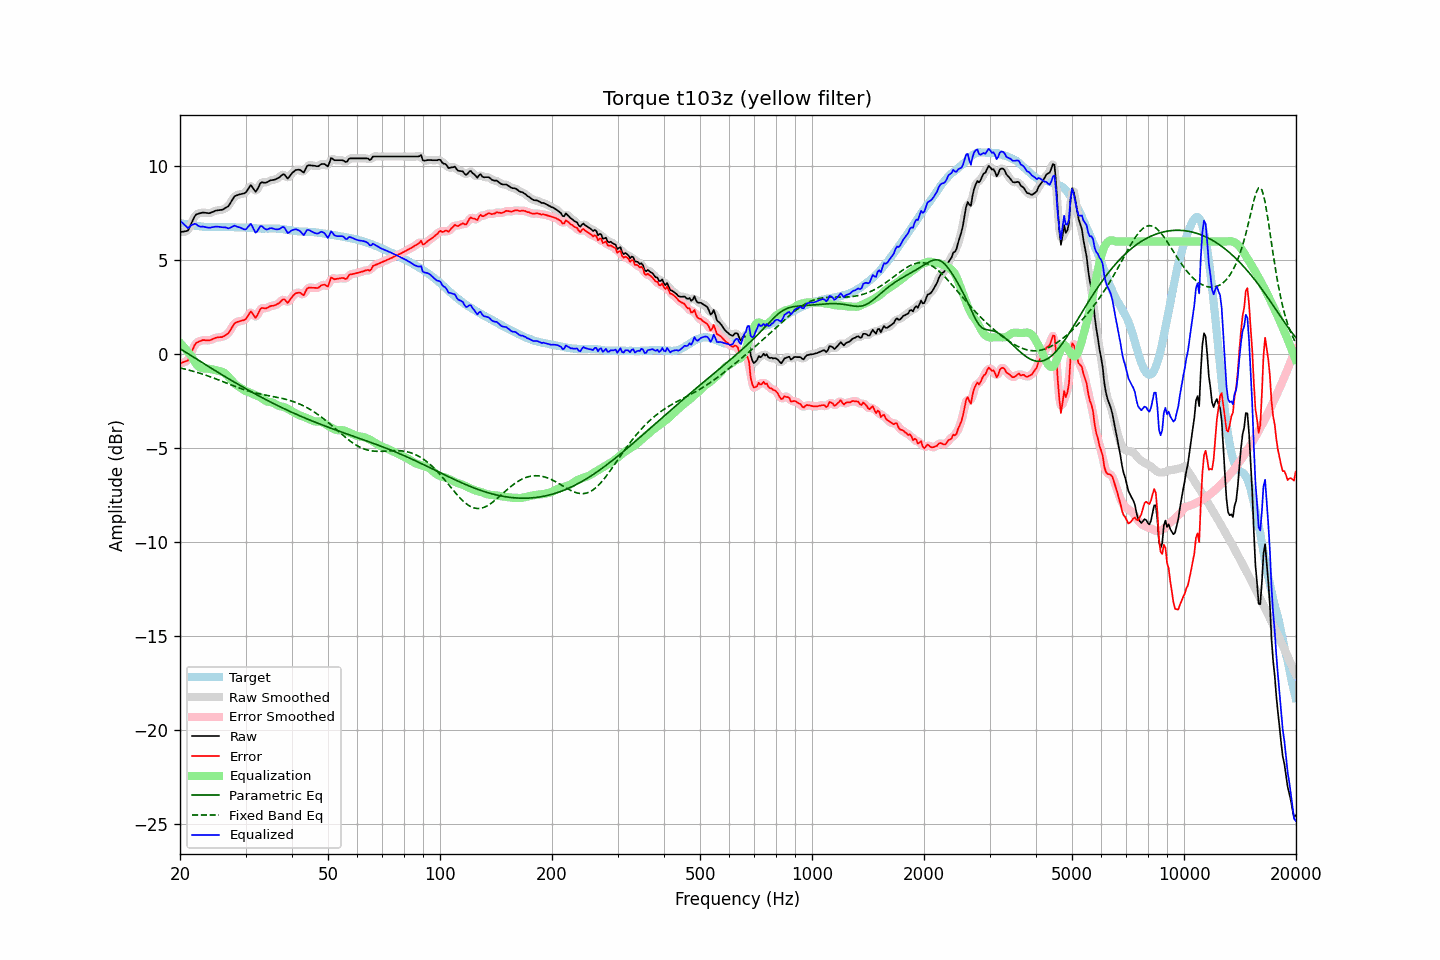 Torque t103z (yellow filter)
10
5
0
−5
−10
−15
−20
−25
Amplitude (dBr)
Target
Raw Smoothed
Error Smoothed
Raw
Error
Equalization
Parametric Eq
Fixed Band Eq
Equalized
20 50 100 200 500 1000 2000 5000 10000 20000
Frequency (Hz)